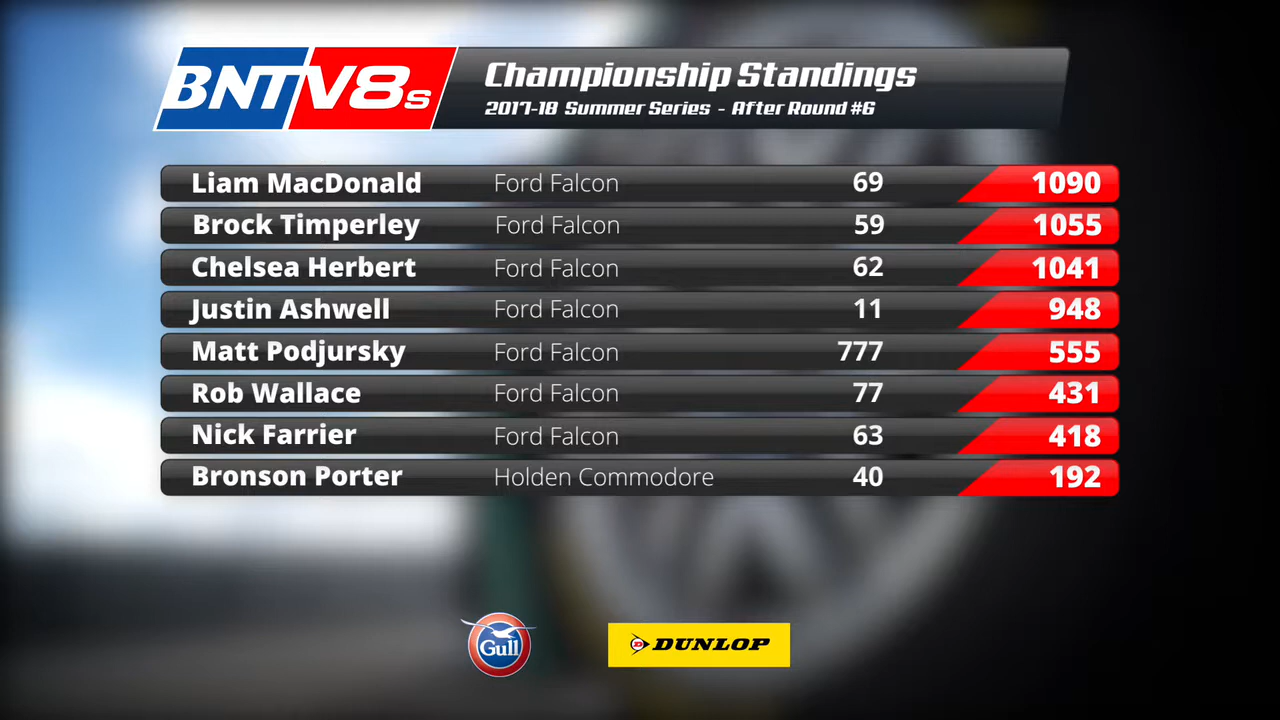 BNT V8s
Championship Standings
2017-18 Summer Series - After Round #6
Liam MacDonald Ford Falcon 69 1090
Brock Timperley Ford Falcon 59 1055
Chelsea Herbert Ford Falcon 62 1041
Justin Ashwell Ford Falcon 11 948
Matt Podjursky Ford Falcon 777 555
Rob Wallace Ford Falcon 77 431
Nick Farrier Ford Falcon 63 418
Bronson Porter Holden Commodore 40 192
Gull D DUNLOP